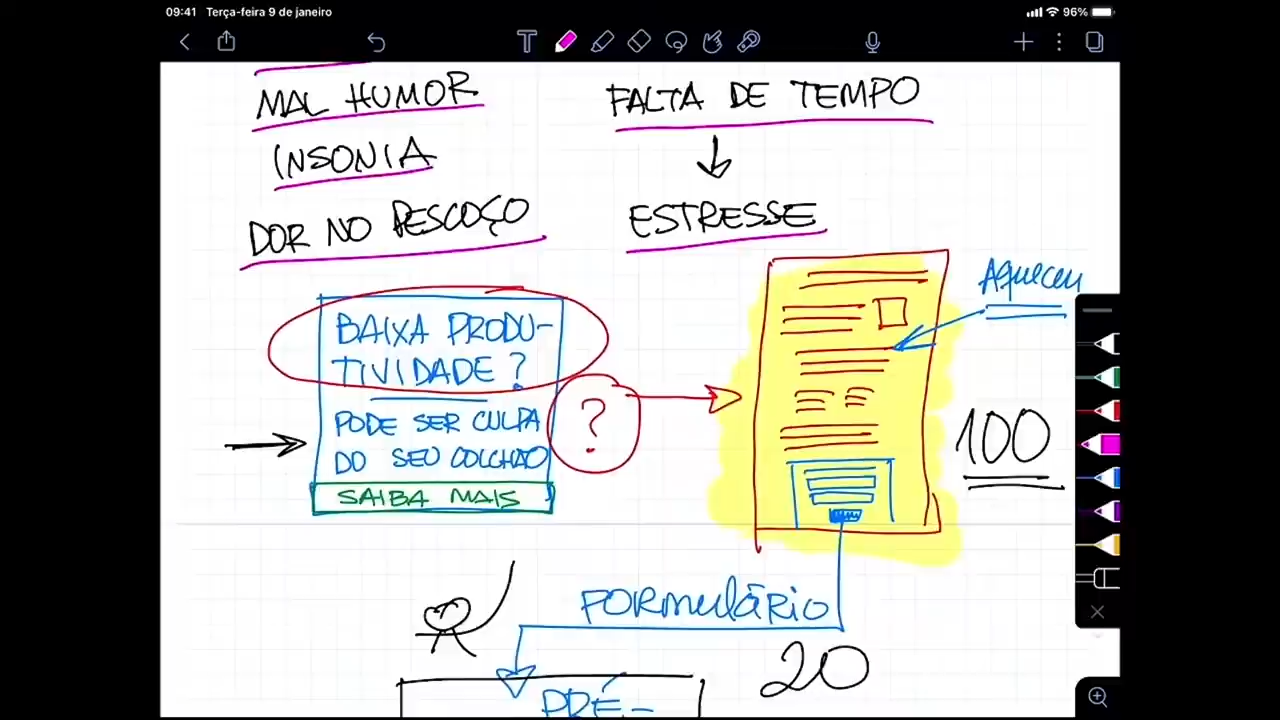 09:41 Terça-feira 9 de janeiro
96%
MAL HUMOR
INSONIA
DOR NO PESCOÇO
FALTA DE TEMPO
ESTRESSE
BAIXA PRODU-
TIVIDADE?
PODE SER CULPA
DO SEU COLCHÃO
SAIBA MAIS
?
Aquecer
100
FORMULÁRIO
20
PRÉ-